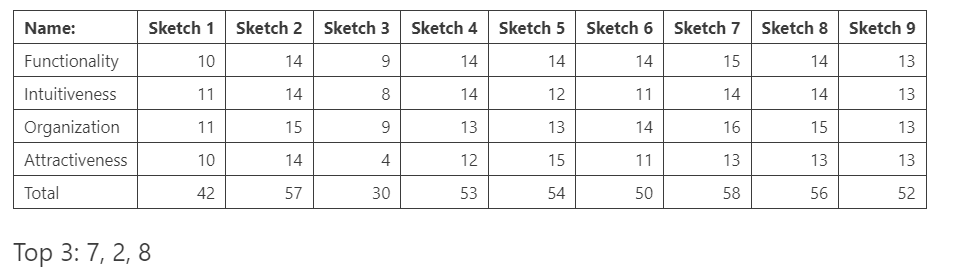 Name: Sketch 1 Sketch 2 Sketch 3 Sketch 4 Sketch 5 Sketch 6 Sketch 7 Sketch 8 Sketch 9
Functionality 10 14 9 14 14 14 15 14 13
Intuitiveness 11 14 8 14 12 11 14 14 13
Organization 11 15 9 13 13 14 16 15 13
Attractiveness 10 14 4 12 15 11 13 13 13
Total 42 57 30 53 54 50 58 56 52
Top 3: 7, 2, 8